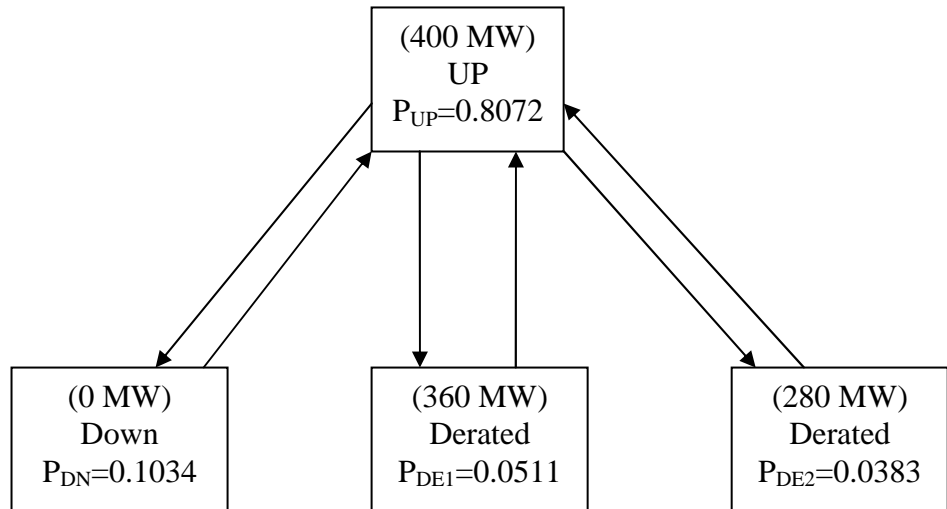 (400 MW)
UP
P_UP=0.8072
(0 MW)
Down
P_DN=0.1034
(360 MW)
Derated
P_DE1=0.0511
(280 MW)
Derated
P_DE2=0.0383